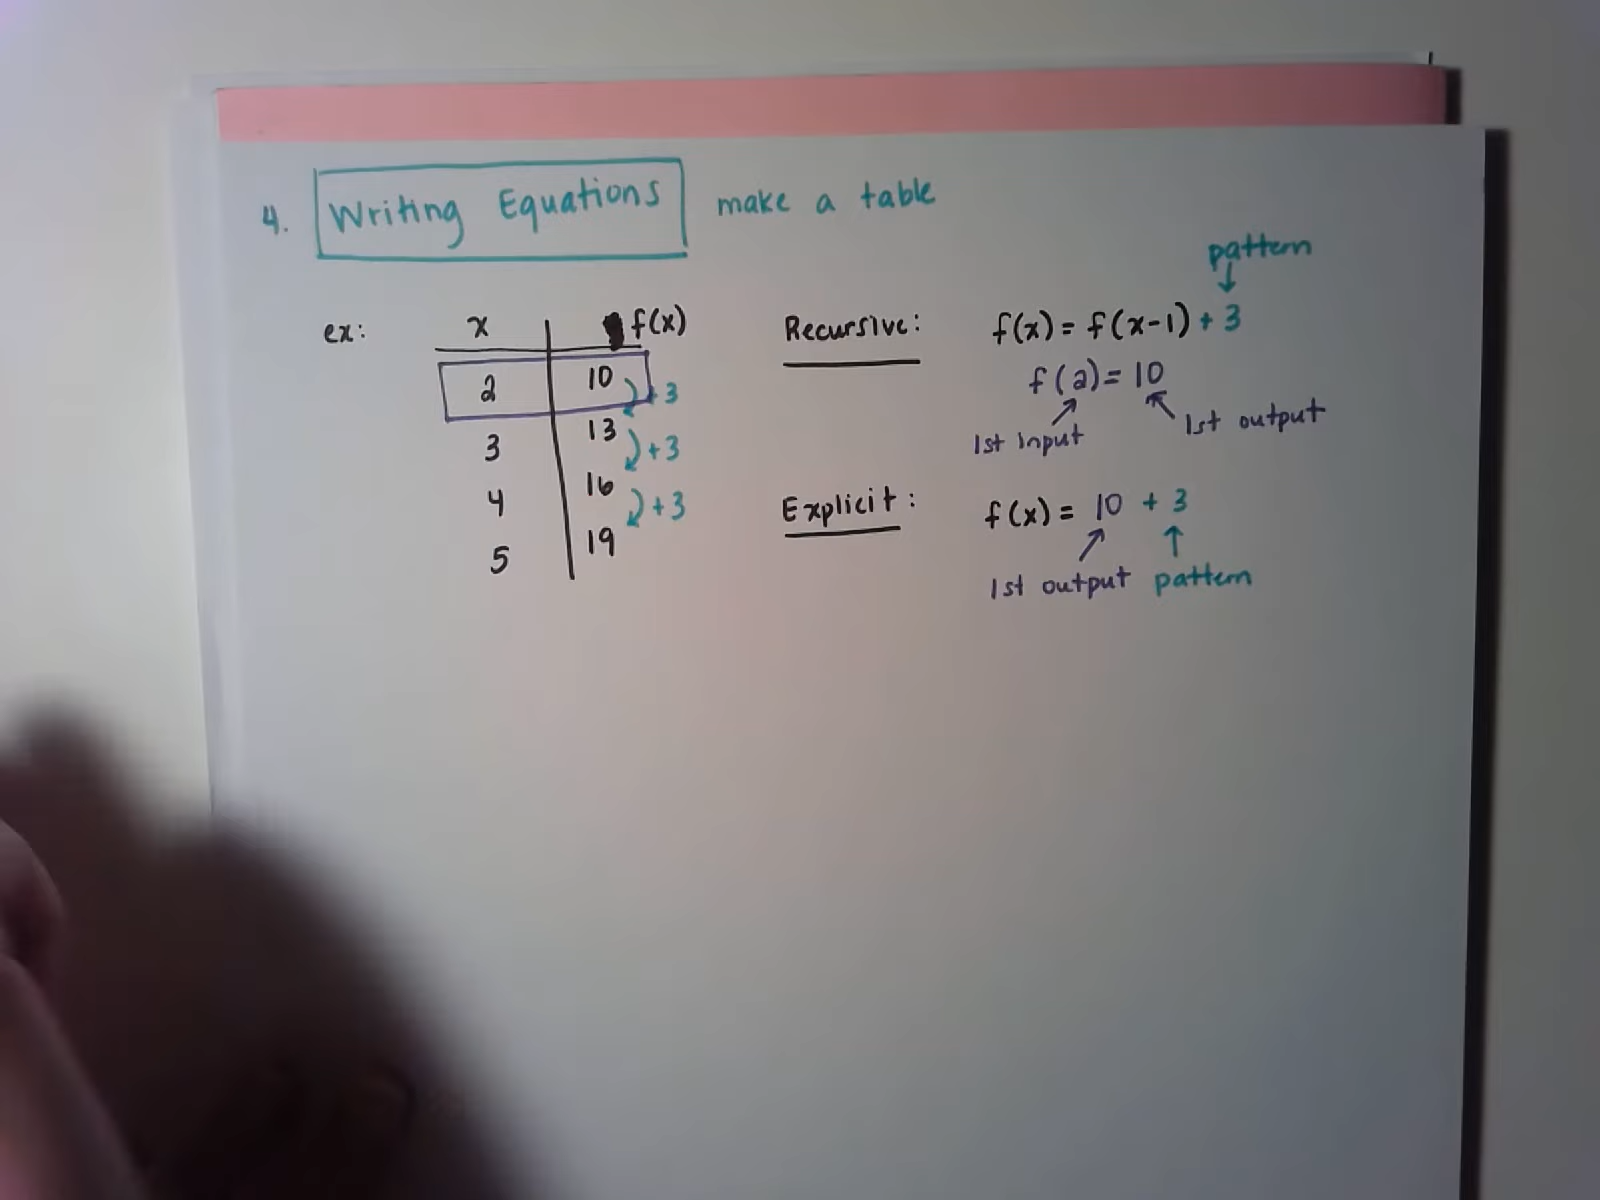 4. Writing Equations make a table
pattern
↓
ex: x f(x) Recursive: f(x) = f(x-1) + 3
2 10 +3 f(2) = 10
1st input 1st output
3 13 +3
4 16 +3 Explicit: f(x) = 10 + 3
5 19 1st output pattern